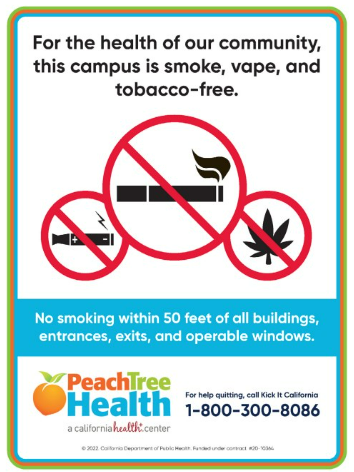 For the health of our community,
this campus is smoke, vape, and
tobacco-free.
No smoking within 50 feet of all buildings,
entrances, exits, and operable windows.
PeachTree
Health
a california health+ center
For help quitting, call Kick It California
1-800-300-8086
© 2022 California Department of Public Health. Funded under contract #20-10364